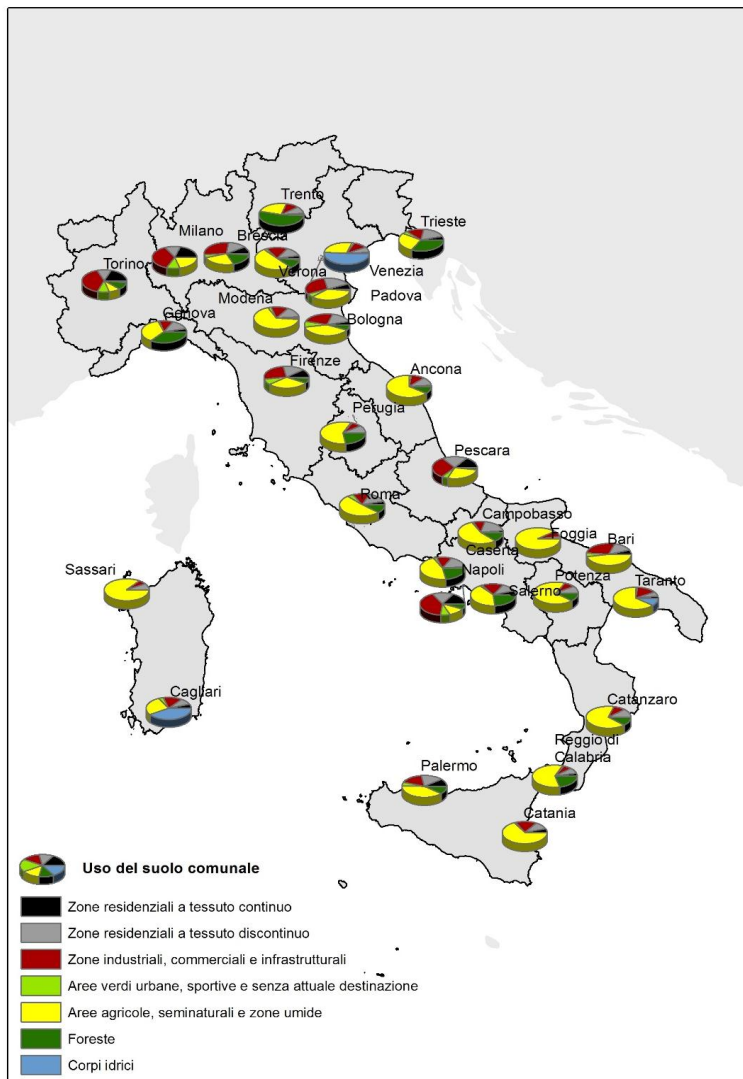 Trento
Trieste
Milano
Brescia
Torino
Verona
Venezia
Padova
Genova
Modena
Bologna
Firenze
Ancona
Perugia
Pescara
Roma
Campobasso
Foggia
Bari
Caserta
Napoli
Salerno
Potenza
Taranto
Sassari
Cagliari
Catanzaro
Reggio di
Calabria
Palermo
Catania
Uso del suolo comunale
Zone residenziali a tessuto continuo
Zone residenziali a tessuto discontinuo
Zone industriali, commerciali e infrastrutturali
Aree verdi urbane, sportive e senza attuale destinazione
Aree agricole, seminaturali e zone umide
Foreste
Corpi idrici